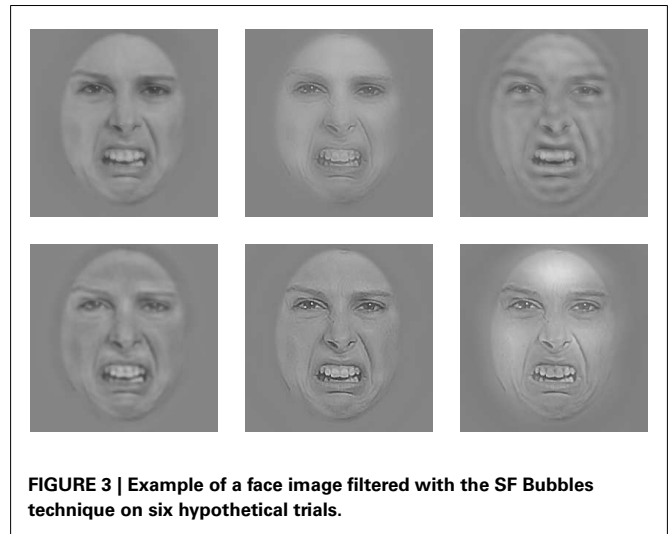 FIGURE 3 | Example of a face image filtered with the SF Bubbles
technique on six hypothetical trials.